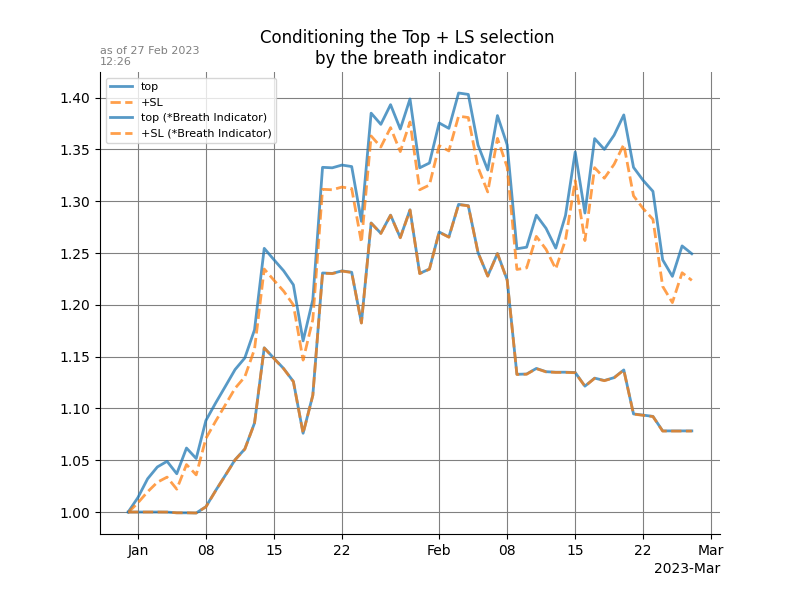 Conditioning the Top + LS selection
by the breath indicator
as of 27 Feb 2023
12:26
top
+SL
top (*Breath Indicator)
+SL (*Breath Indicator)
1.40
1.35
1.30
1.25
1.20
1.15
1.10
1.05
1.00
Jan 08 15 22 Feb 08 15 22 Mar
2023-Mar